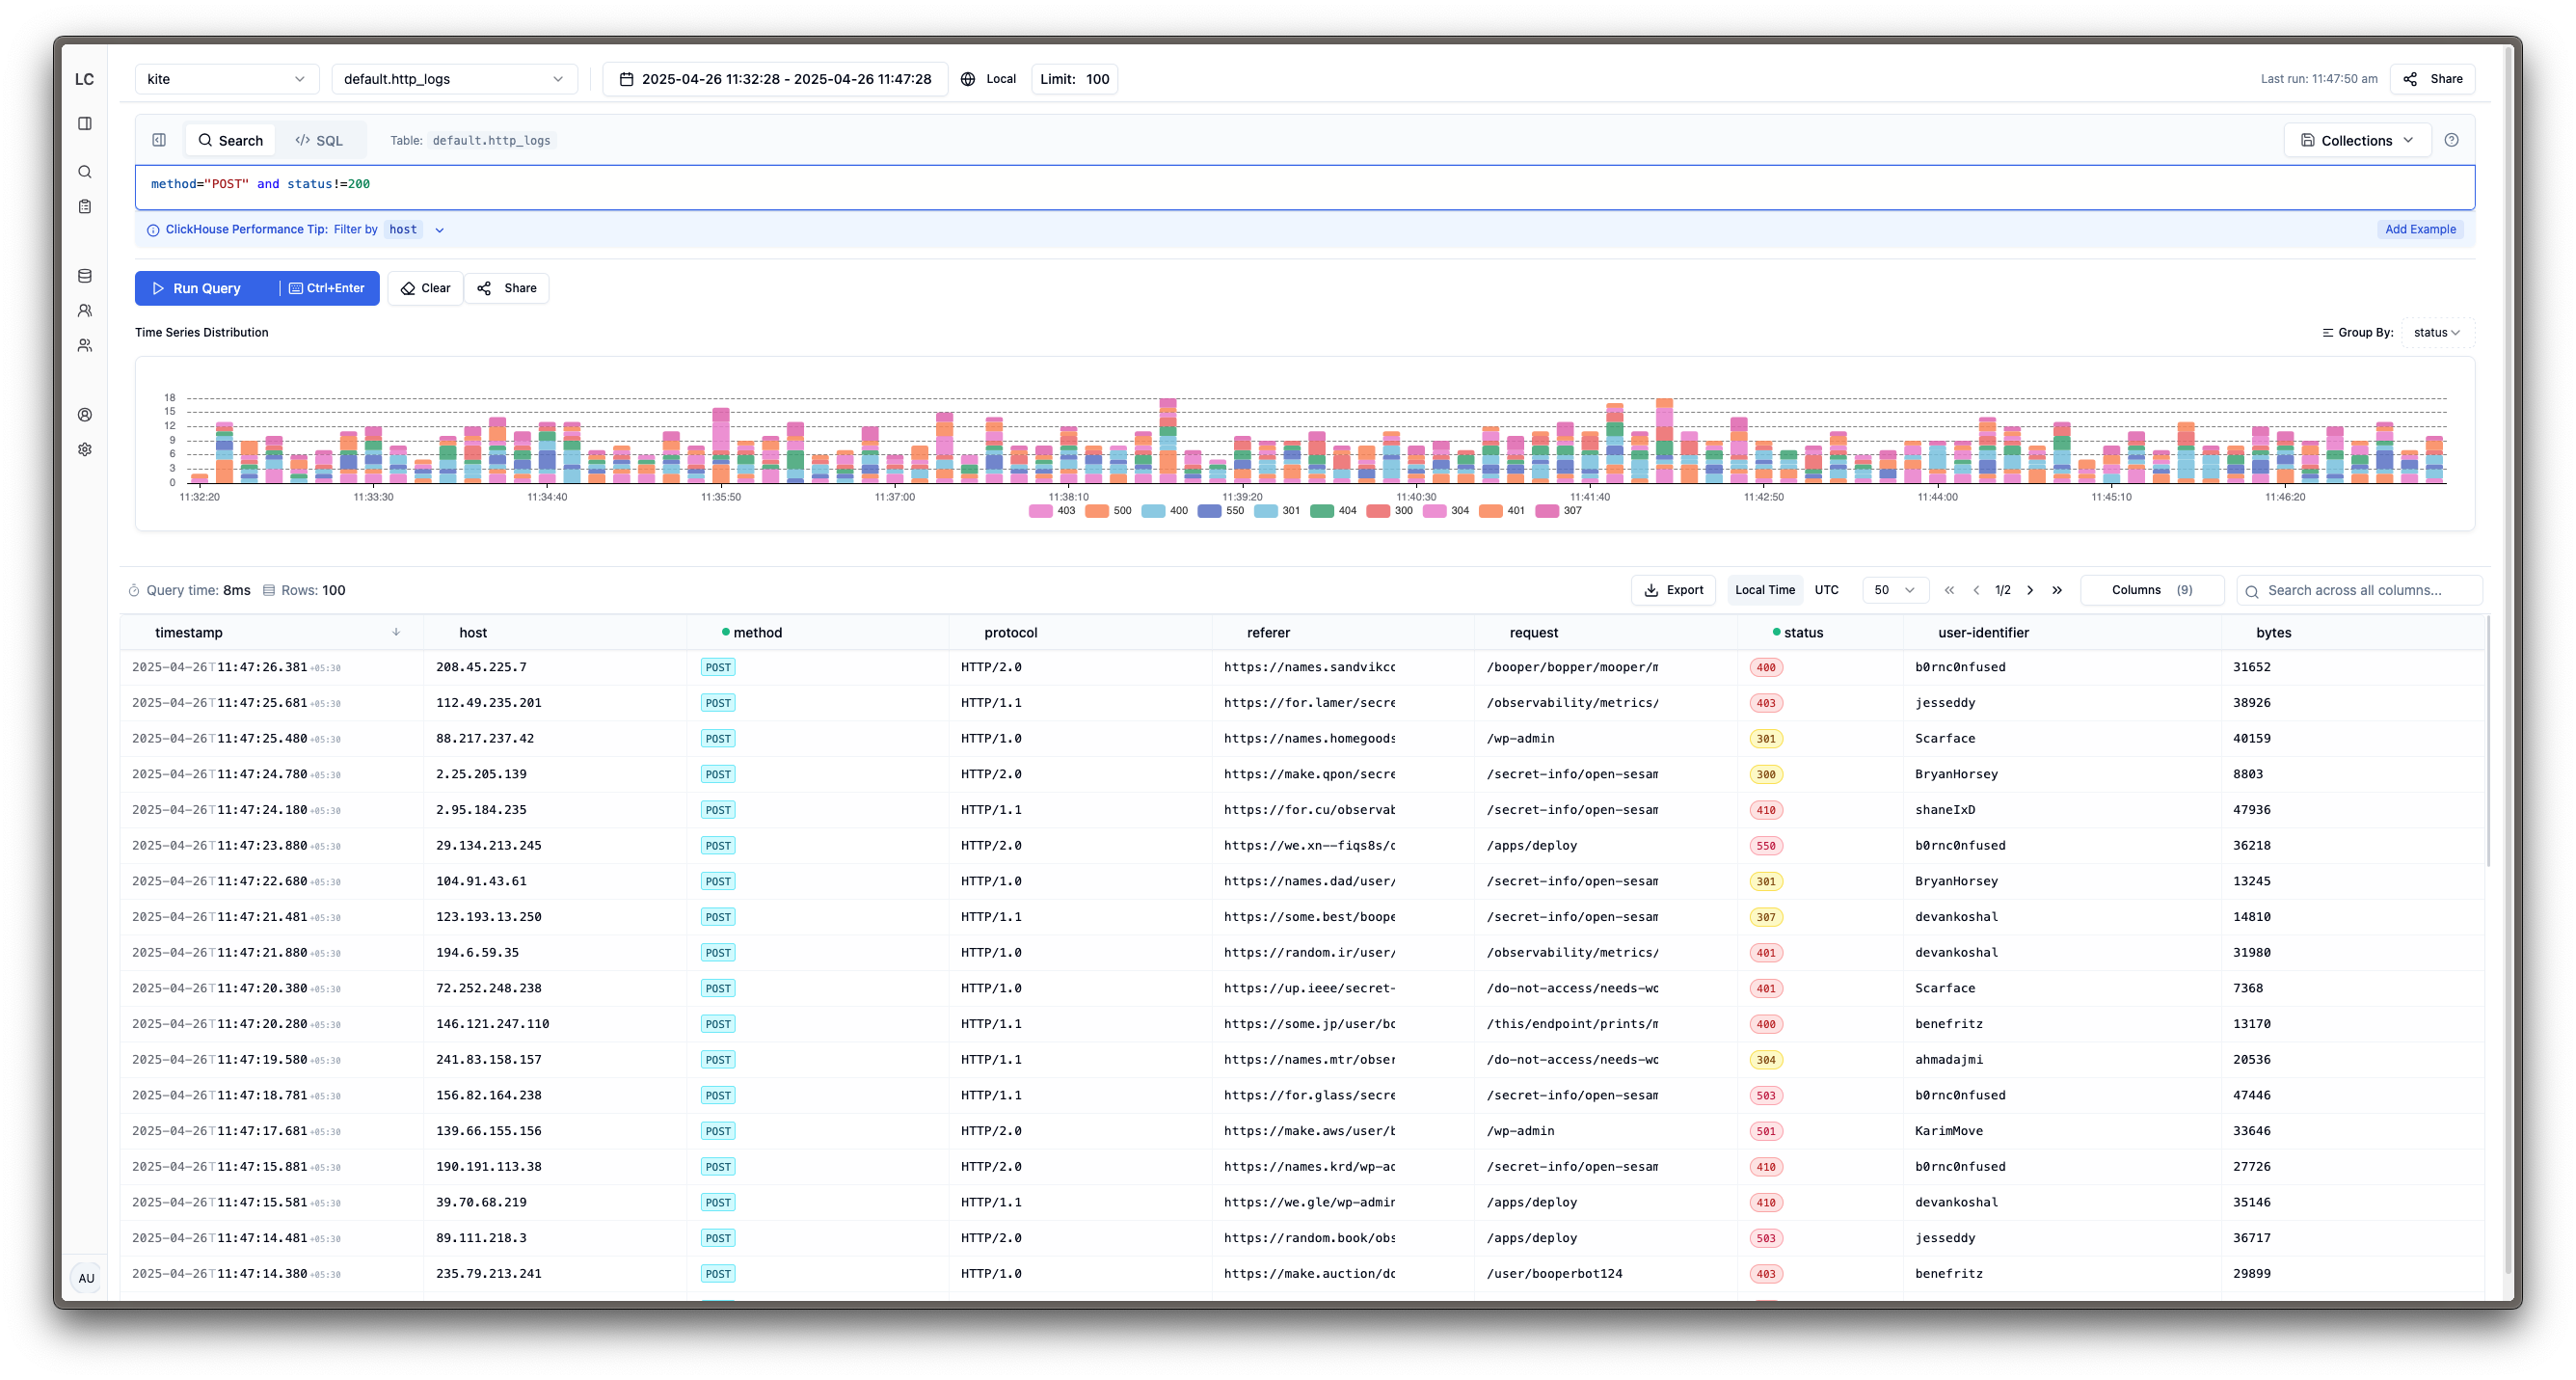 LC kite default.http_logs 2025-04-26 11:32:28 - 2025-04-26 11:47:28 Local Limit: 100 Last run: 11:47:50 am Share
Search </> SQL Table: default.http_logs Collections
method="POST" and status!=200
ClickHouse Performance Tip: Filter by host Add Example
Run Query Ctrl+Enter Clear Share
Time Series Distribution Group By: status
18
15
12
9
6
3
0
11:32:20 11:33:30 11:34:40 11:35:50 11:37:00 11:38:10 11:39:20 11:40:30 11:41:40 11:42:50 11:44:00 11:45:10 11:46:20
403 500 400 550 301 404 300 304 401 307
Query time: 8ms Rows: 100 Export Local Time UTC 50 1/2 Columns (9) Search across all columns...
timestamp host method protocol referer request status user-identifier bytes
2025-04-26T11:47:26.381+05:30 208.45.225.7 POST HTTP/2.0 https://names.sandvikcc /booper/bopper/mooper/m 400 b0rnc0nfused 31652
2025-04-26T11:47:25.681+05:30 112.49.235.201 POST HTTP/1.1 https://for.lamer/secre /observability/metrics/ 403 jesseddy 38926
2025-04-26T11:47:25.480+05:30 88.217.237.42 POST HTTP/1.0 https://names.homegoods /wp-admin 301 Scarface 40159
2025-04-26T11:47:24.780+05:30 2.25.205.139 POST HTTP/2.0 https://make.qpon/secre /secret-info/open-sesam 300 BryanHorsey 8803
2025-04-26T11:47:24.180+05:30 2.95.184.235 POST HTTP/1.1 https://for.cu/observab /secret-info/open-sesam 410 shaneIxD 47936
2025-04-26T11:47:23.880+05:30 29.134.213.245 POST HTTP/2.0 https://we.xn--fiqs8s/c /apps/deploy 550 b0rnc0nfused 36218
2025-04-26T11:47:22.680+05:30 104.91.43.61 POST HTTP/1.0 https://names.dad/user/ /secret-info/open-sesam 301 BryanHorsey 13245
2025-04-26T11:47:21.481+05:30 123.193.13.250 POST HTTP/1.1 https://some.best/boope /secret-info/open-sesam 307 devankoshal 14810
2025-04-26T11:47:21.880+05:30 194.6.59.35 POST HTTP/1.0 https://random.ir/user/ /observability/metrics/ 401 devankoshal 31980
2025-04-26T11:47:20.380+05:30 72.252.248.238 POST HTTP/1.0 https://up.ieee/secret- /do-not-access/needs-wc 401 Scarface 7368
2025-04-26T11:47:20.280+05:30 146.121.247.110 POST HTTP/1.1 https://some.jp/user/bc /this/endpoint/prints/m 400 benefritz 13170
2025-04-26T11:47:19.580+05:30 241.83.158.157 POST HTTP/1.1 https://names.mtr/obser /do-not-access/needs-wc 304 ahmadajmi 20536
2025-04-26T11:47:18.781+05:30 156.82.164.238 POST HTTP/1.1 https://for.glass/secre /secret-info/open-sesam 503 b0rnc0nfused 47446
2025-04-26T11:47:17.681+05:30 139.66.155.156 POST HTTP/2.0 https://make.aws/user/b /wp-admin 501 KarimMove 33646
2025-04-26T11:47:15.881+05:30 190.191.113.38 POST HTTP/2.0 https://names.krd/wp-ac /secret-info/open-sesam 410 b0rnc0nfused 27726
2025-04-26T11:47:15.581+05:30 39.70.68.219 POST HTTP/1.1 https://we.gle/wp-admin /apps/deploy 410 devankoshal 35146
2025-04-26T11:47:14.481+05:30 89.111.218.3 POST HTTP/2.0 https://random.book/obs /apps/deploy 503 jesseddy 36717
2025-04-26T11:47:14.380+05:30 235.79.213.241 POST HTTP/1.0 https://make.auction/dc /user/booperbot124 403 benefritz 29899
AU